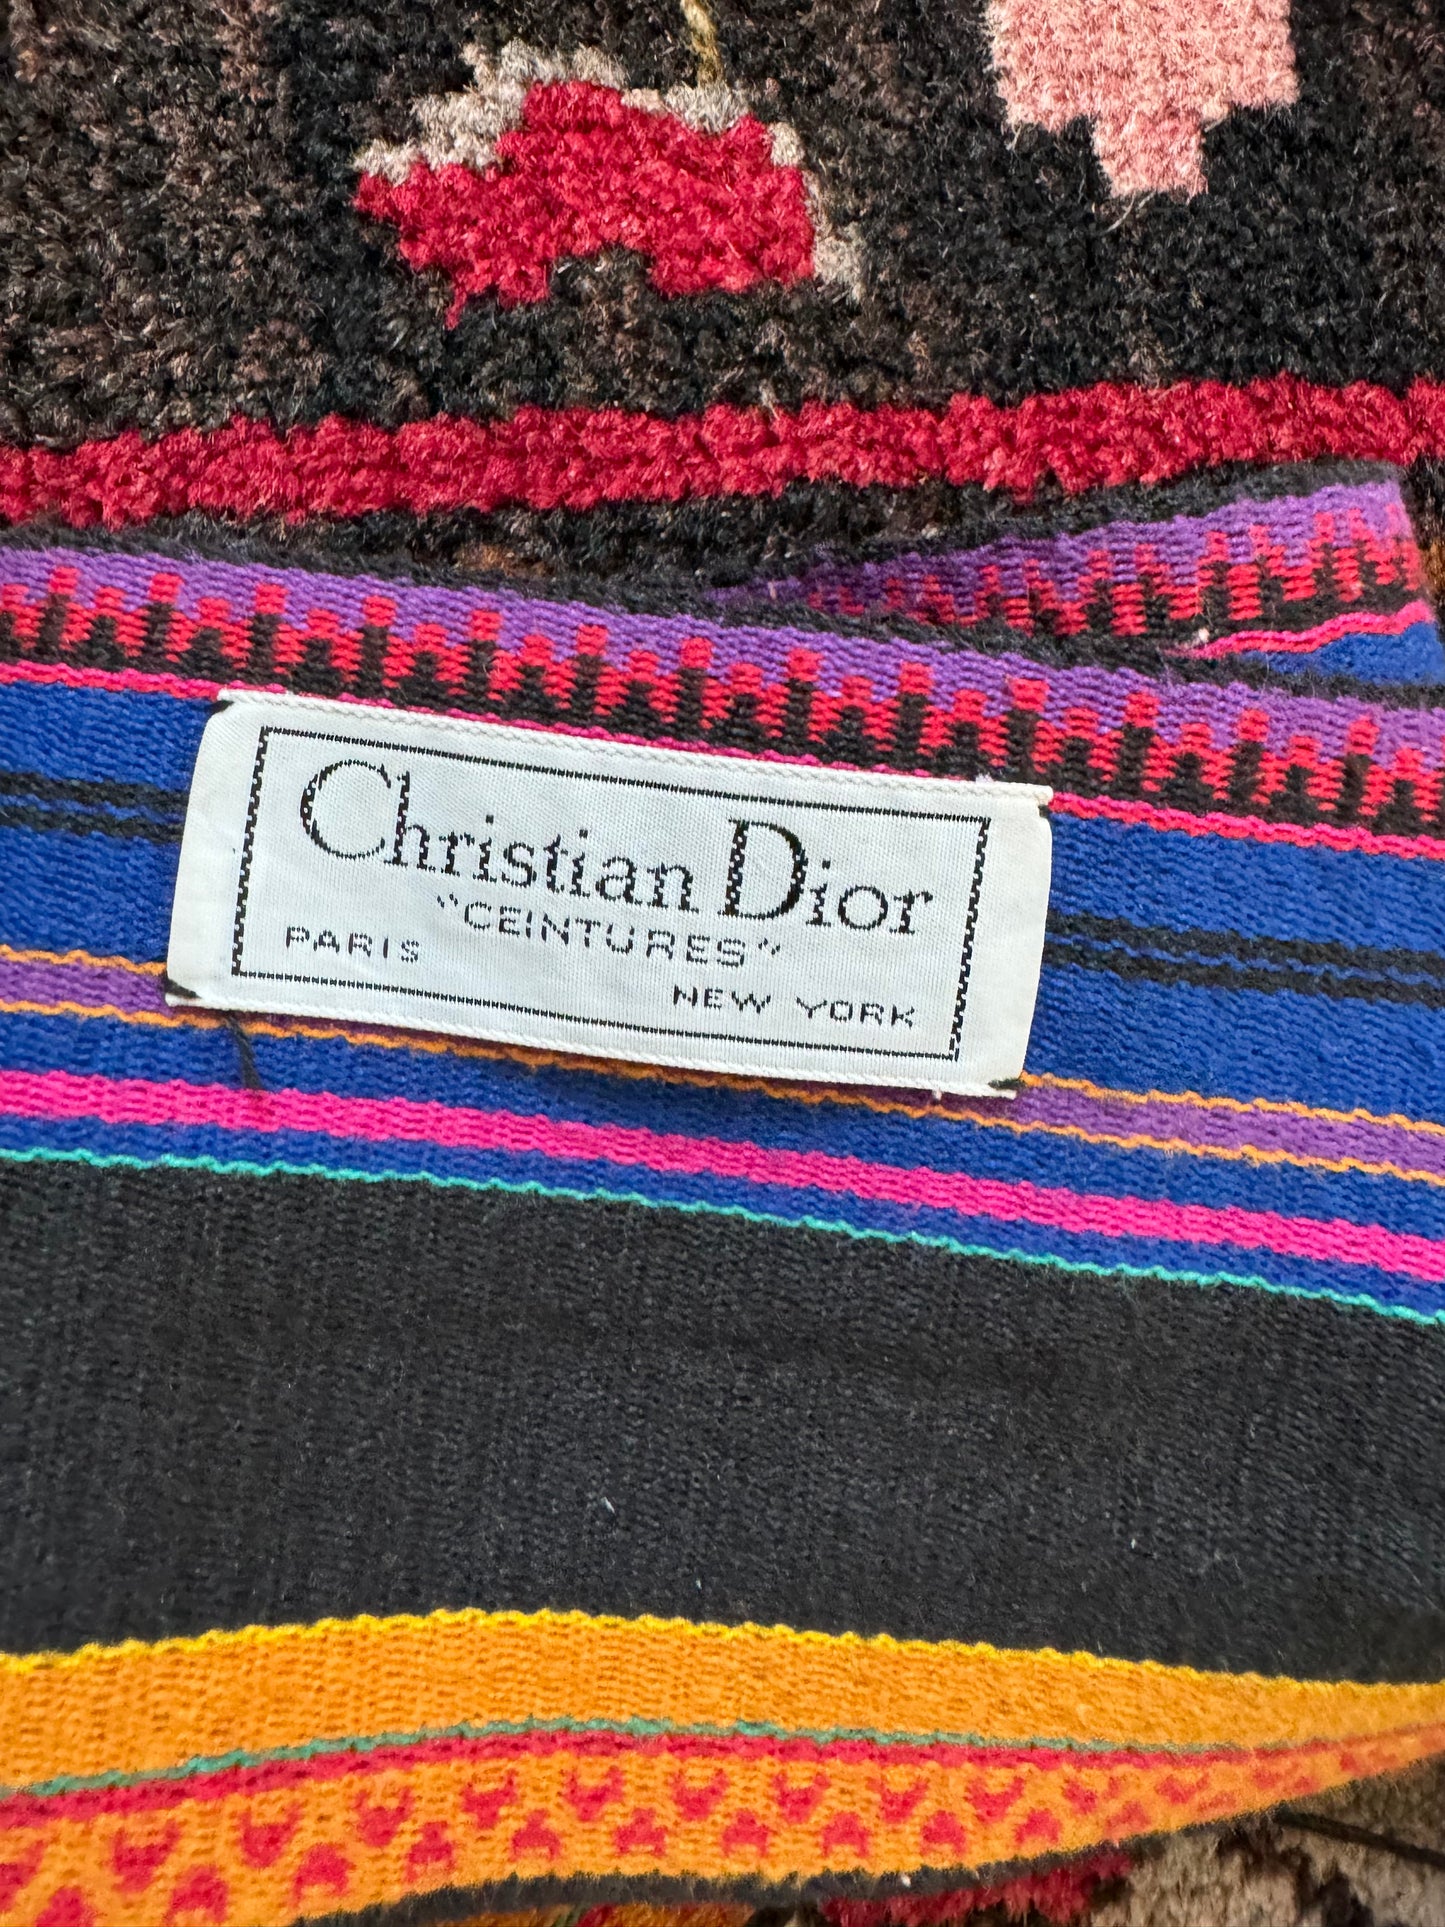 Christian Dior
"CEINTURES"
PARIS
NEW YORK